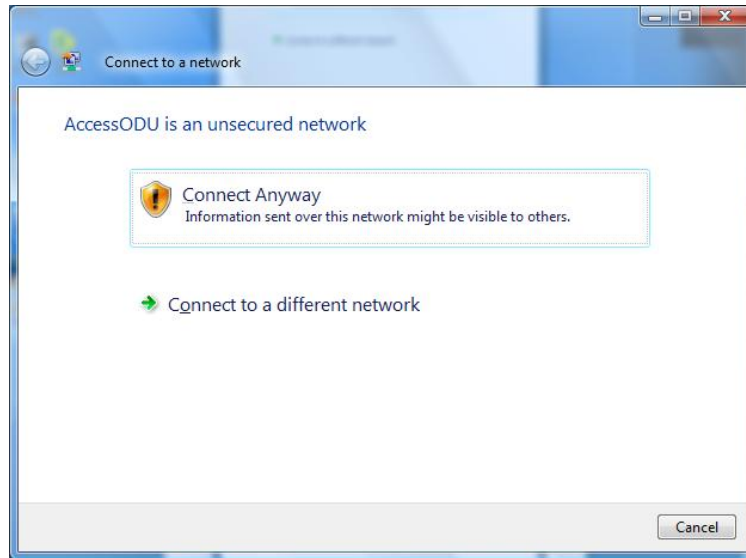 Connect to a network
AccessODU is an unsecured network
Connect Anyway
Information sent over this network might be visible to others.
Connect to a different network
Cancel